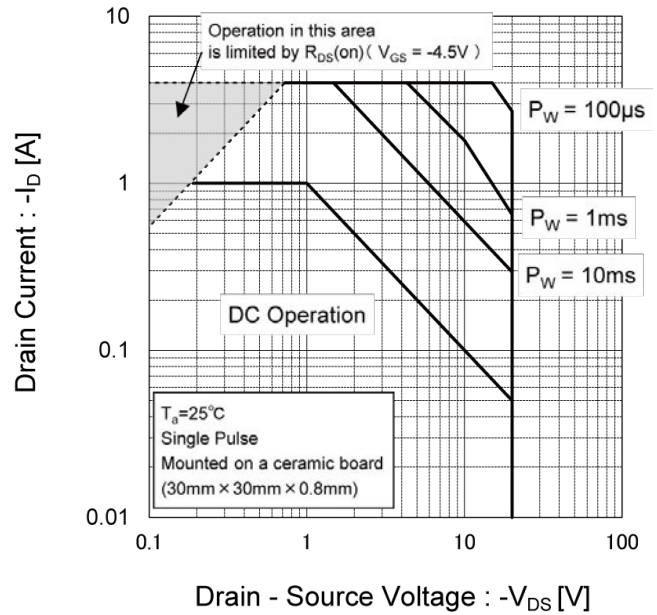 Operation in this area
is limited by RDS(on) ( VGS = -4.5V )
10
1
0.1
0.01
Drain Current : -ID [A]
PW = 100μs
PW = 1ms
PW = 10ms
DC Operation
Ta=25℃
Single Pulse
Mounted on a ceramic board
(30mm×30mm×0.8mm)
0.1 1 10 100
Drain - Source Voltage : -VDS [V]